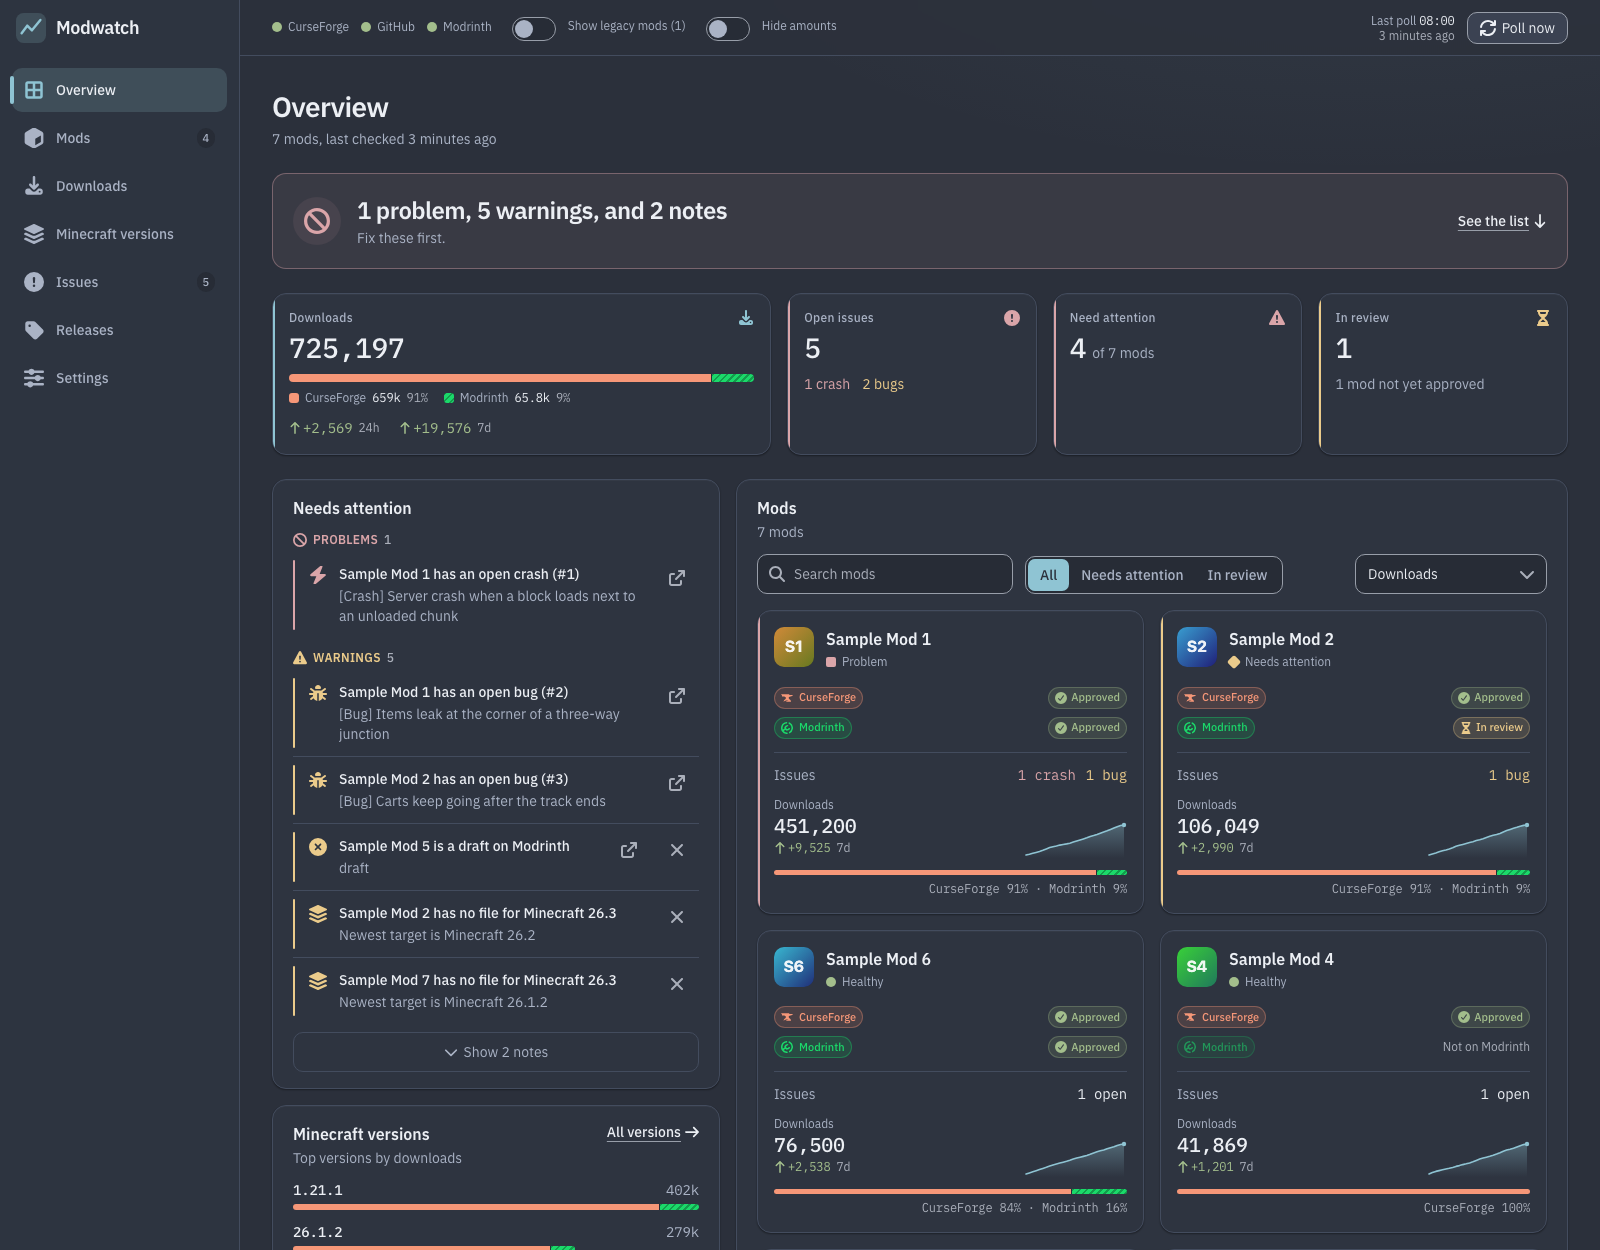 Modwatch
Overview
Mods 4
Downloads
Minecraft versions
Issues 5
Releases
Settings
CurseForge GitHub Modrinth Show legacy mods (1) Hide amounts
Last poll 08:00
3 minutes ago
Poll now
Overview
7 mods, last checked 3 minutes ago
1 problem, 5 warnings, and 2 notes
Fix these first.
See the list
Downloads
725,197
CurseForge 659k 91% Modrinth 65.8k 9%
+2,569 24h +19,576 7d
Open issues
5
1 crash 2 bugs
Need attention
4 of 7 mods
In review
1
1 mod not yet approved
Needs attention
PROBLEMS 1
Sample Mod 1 has an open crash (#1)
[Crash] Server crash when a block loads next to
an unloaded chunk
WARNINGS 5
Sample Mod 1 has an open bug (#2)
[Bug] Items leak at the corner of a three-way
junction
Sample Mod 2 has an open bug (#3)
[Bug] Carts keep going after the track ends
Sample Mod 5 is a draft on Modrinth
draft
Sample Mod 2 has no file for Minecraft 26.3
Newest target is Minecraft 26.2
Sample Mod 7 has no file for Minecraft 26.3
Newest target is Minecraft 26.1.2
Show 2 notes
Minecraft versions
All versions
Top versions by downloads
1.21.1 402k
26.1.2 279k
Mods
7 mods
Search mods
All Needs attention In review
Downloads
S1
Sample Mod 1
Problem
CurseForge Approved
Modrinth Approved
Issues 1 crash 1 bug
Downloads
451,200
+9,525 7d
CurseForge 91% · Modrinth 9%
S2
Sample Mod 2
Needs attention
CurseForge Approved
Modrinth In review
Issues 1 bug
Downloads
106,049
+2,990 7d
CurseForge 91% · Modrinth 9%
S6
Sample Mod 6
Healthy
CurseForge Approved
Modrinth Approved
Issues 1 open
Downloads
76,500
+2,538 7d
CurseForge 84% · Modrinth 16%
S4
Sample Mod 4
Healthy
CurseForge Approved
Modrinth Not on Modrinth
Issues 1 open
Downloads
41,869
+1,201 7d
CurseForge 100%